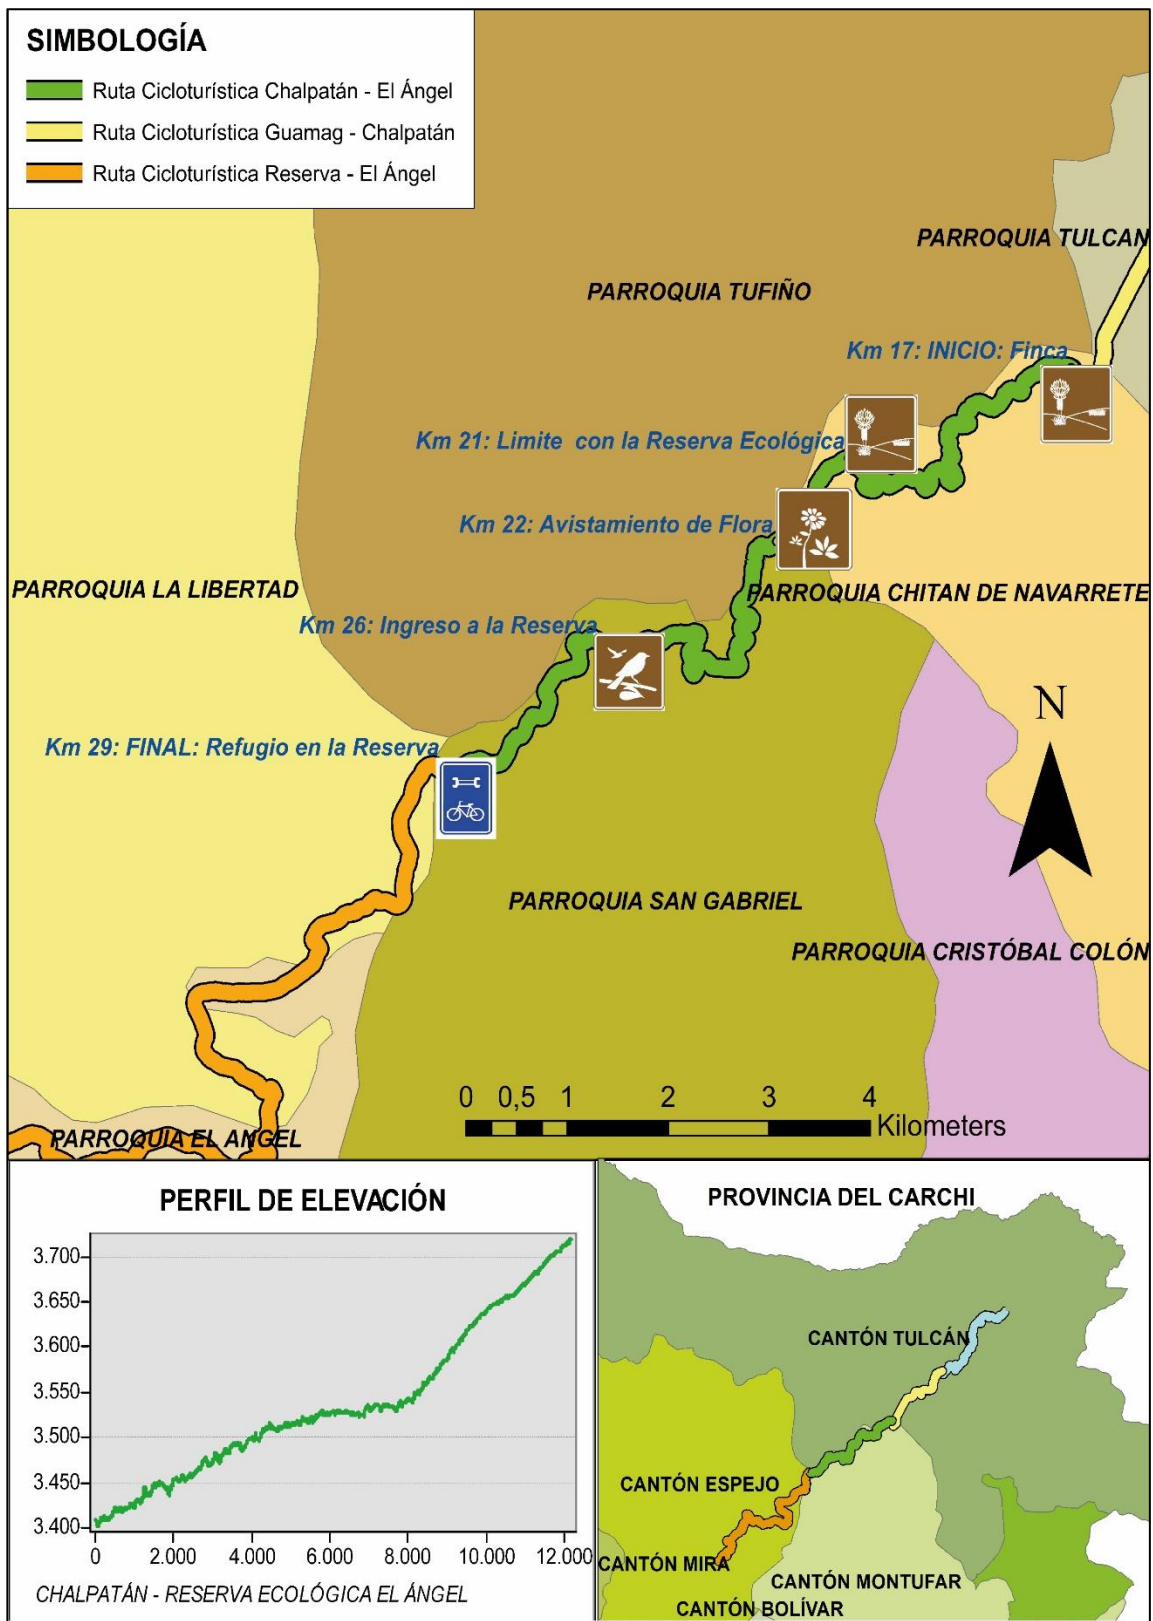 SIMBOLOGÍA
Ruta Cicloturística Chalpatán - El Ángel
Ruta Cicloturística Guamag - Chalpatán
Ruta Cicloturística Reserva - El Ángel
PARROQUIA TULCAN
PARROQUIA TUFIÑO
Km 17: INICIO: Finca
Km 21: Limite con la Reserva Ecológica
Km 22: Avistamiento de Flora
PARROQUIA LA LIBERTAD
PARROQUIA CHITAN DE NAVARRETE
Km 26: Ingreso a la Reserva
N
Km 29: FINAL: Refugio en la Reserva
PARROQUIA SAN GABRIEL
PARROQUIA CRISTÓBAL COLÓN
0 0,5 1 2 3 4
Kilometers
PARROQUIA EL ANGEL
PERFIL DE ELEVACIÓN
3.700
3.650
3.600
3.550
3.500
3.450
3.400
0 2.000 4.000 6.000 8.000 10.000 12.000
CHALPATÁN - RESERVA ECOLÓGICA EL ÁNGEL
PROVINCIA DEL CARCHI
CANTÓN TULCÁN
CANTÓN ESPEJO
CANTÓN MIRA
CANTÓN MONTUFAR
CANTÓN BOLÍVAR